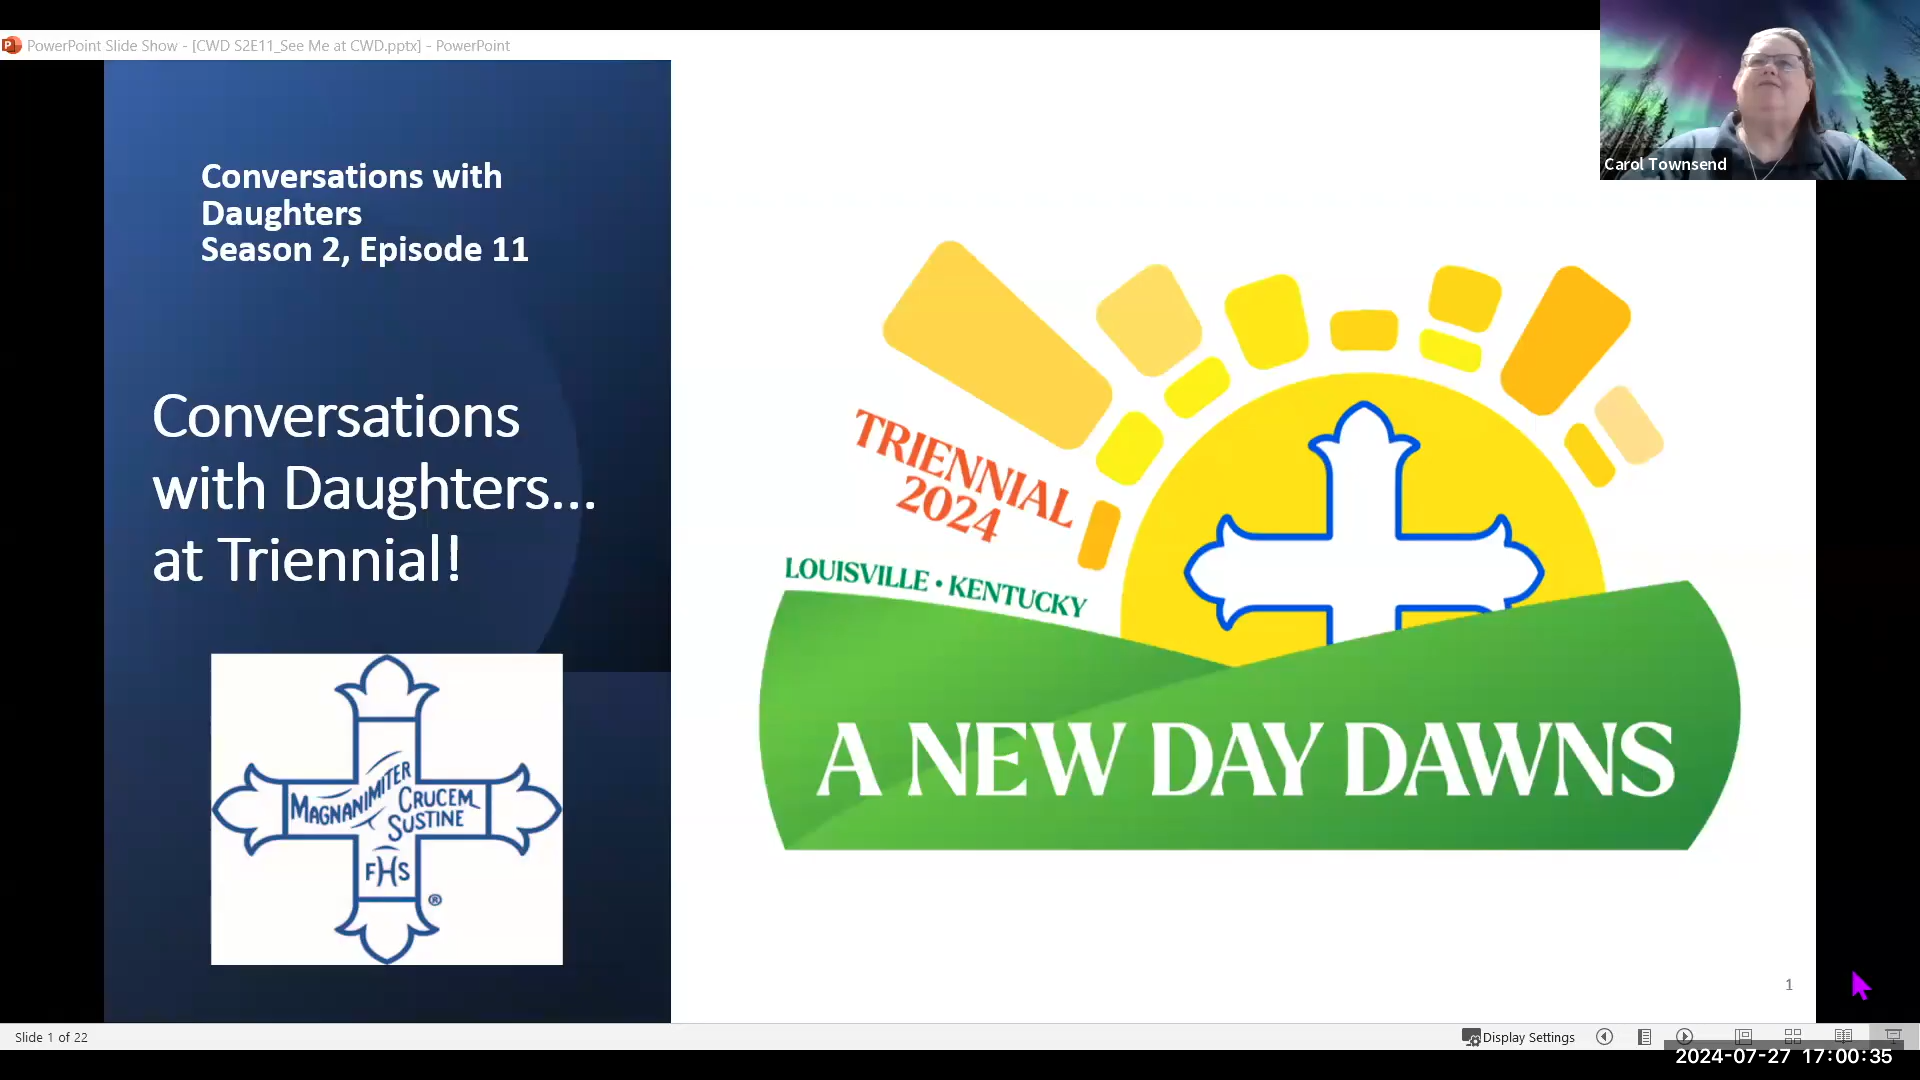 PowerPoint Slide Show - [CWD S2E11_See Me at CWD.pptx] - PowerPoint
Carol Townsend
Conversations with
Daughters
Season 2, Episode 11
Conversations
with Daughters...
at Triennial!
MAGNANIMITER
CRUCEM
SUSTINE
FHS
®
TRIENNIAL
2024
LOUISVILLE • KENTUCKY
A NEW DAY DAWNS
1
Slide 1 of 22
Display Settings
2024-07-27 17:00:35